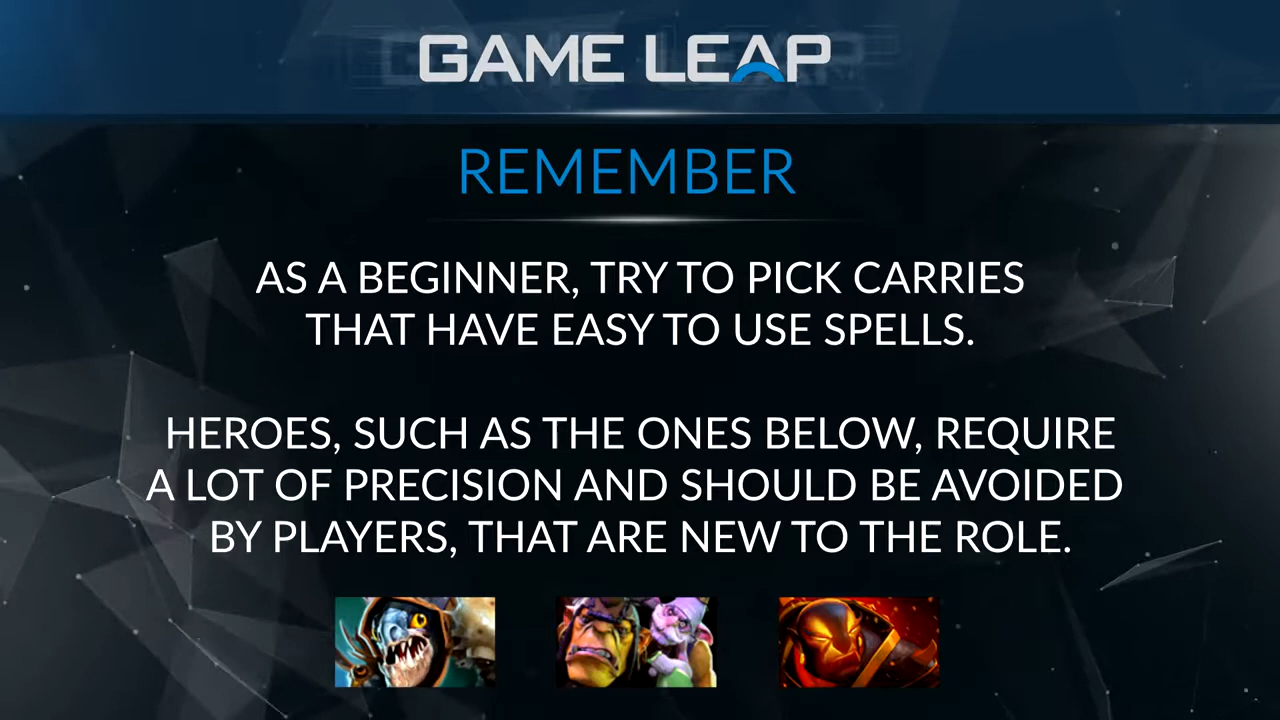 GAME LEAP
REMEMBER
AS A BEGINNER, TRY TO PICK CARRIES
THAT HAVE EASY TO USE SPELLS.
HEROES, SUCH AS THE ONES BELOW, REQUIRE
A LOT OF PRECISION AND SHOULD BE AVOIDED
BY PLAYERS, THAT ARE NEW TO THE ROLE.